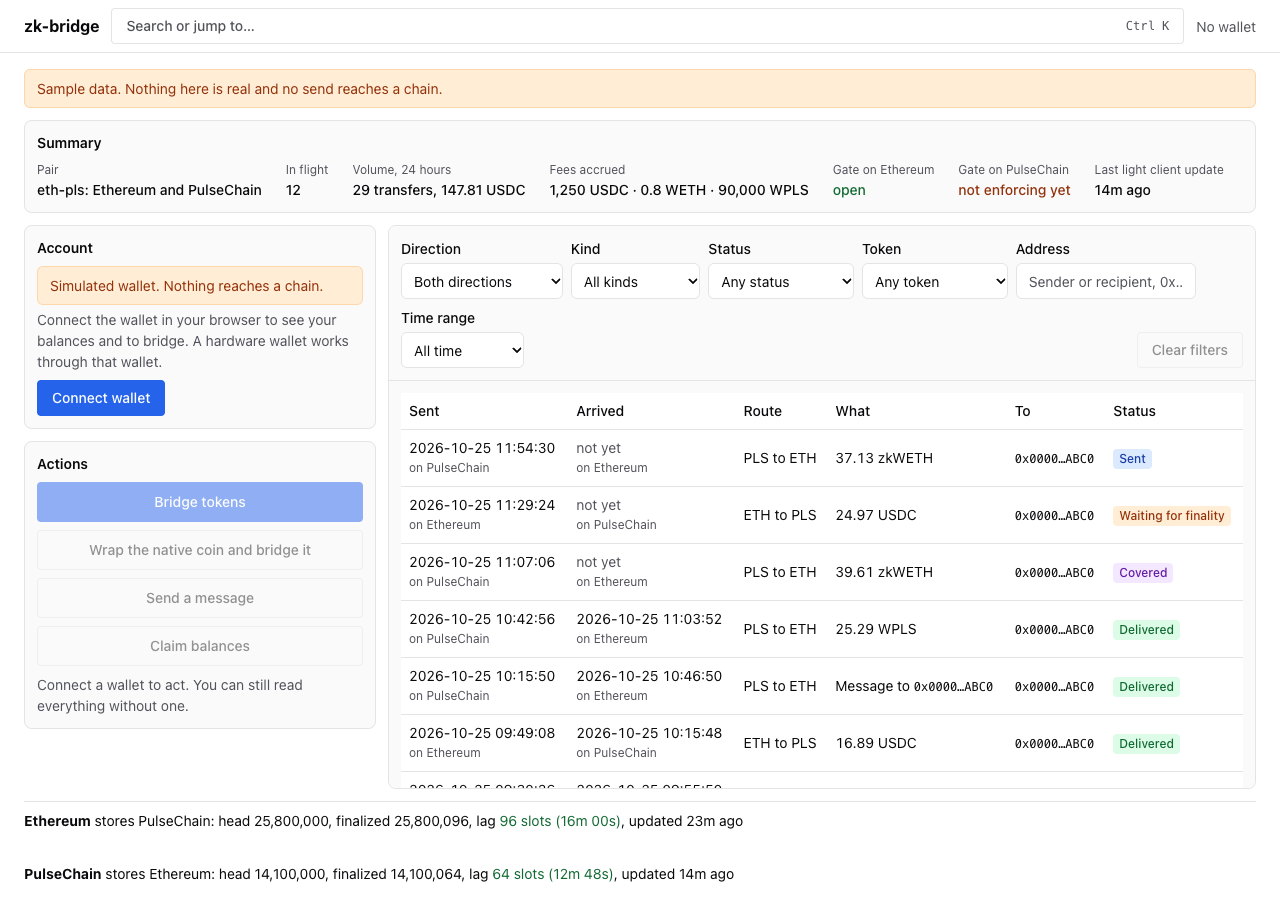 zk-bridge
Search or jump to...
Ctrl K
No wallet
Sample data. Nothing here is real and no send reaches a chain.
Summary
Pair
eth-pls: Ethereum and PulseChain
In flight
12
Volume, 24 hours
29 transfers, 147.81 USDC
Fees accrued
1,250 USDC · 0.8 WETH · 90,000 WPLS
Gate on Ethereum
open
Gate on PulseChain
not enforcing yet
Last light client update
14m ago
Account
Simulated wallet. Nothing reaches a chain.
Connect the wallet in your browser to see your
balances and to bridge. A hardware wallet works
through that wallet.
Connect wallet
Actions
Bridge tokens
Wrap the native coin and bridge it
Send a message
Claim balances
Connect a wallet to act. You can still read
everything without one.
Direction
Both directions
Kind
All kinds
Status
Any status
Token
Any token
Address
Sender or recipient, 0x..
Time range
All time
Clear filters
Sent Arrived Route What To Status
2026-10-25 11:54:30 not yet
on PulseChain on Ethereum
PLS to ETH 37.13 zkWETH 0x0000…ABC0 Sent
2026-10-25 11:29:24 not yet
on Ethereum on PulseChain
ETH to PLS 24.97 USDC 0x0000…ABC0 Waiting for finality
2026-10-25 11:07:06 not yet
on PulseChain on Ethereum
PLS to ETH 39.61 zkWETH 0x0000…ABC0 Covered
2026-10-25 10:42:56 2026-10-25 11:03:52
on PulseChain on Ethereum
PLS to ETH 25.29 WPLS 0x0000…ABC0 Delivered
2026-10-25 10:15:50 2026-10-25 10:46:50
on PulseChain on Ethereum
PLS to ETH Message to 0x0000…ABC0 0x0000…ABC0 Delivered
2026-10-25 09:49:08 2026-10-25 10:15:48
on Ethereum on PulseChain
ETH to PLS 16.89 USDC 0x0000…ABC0 Delivered
Ethereum stores PulseChain: head 25,800,000, finalized 25,800,096, lag 96 slots (16m 00s), updated 23m ago
PulseChain stores Ethereum: head 14,100,000, finalized 14,100,064, lag 64 slots (12m 48s), updated 14m ago